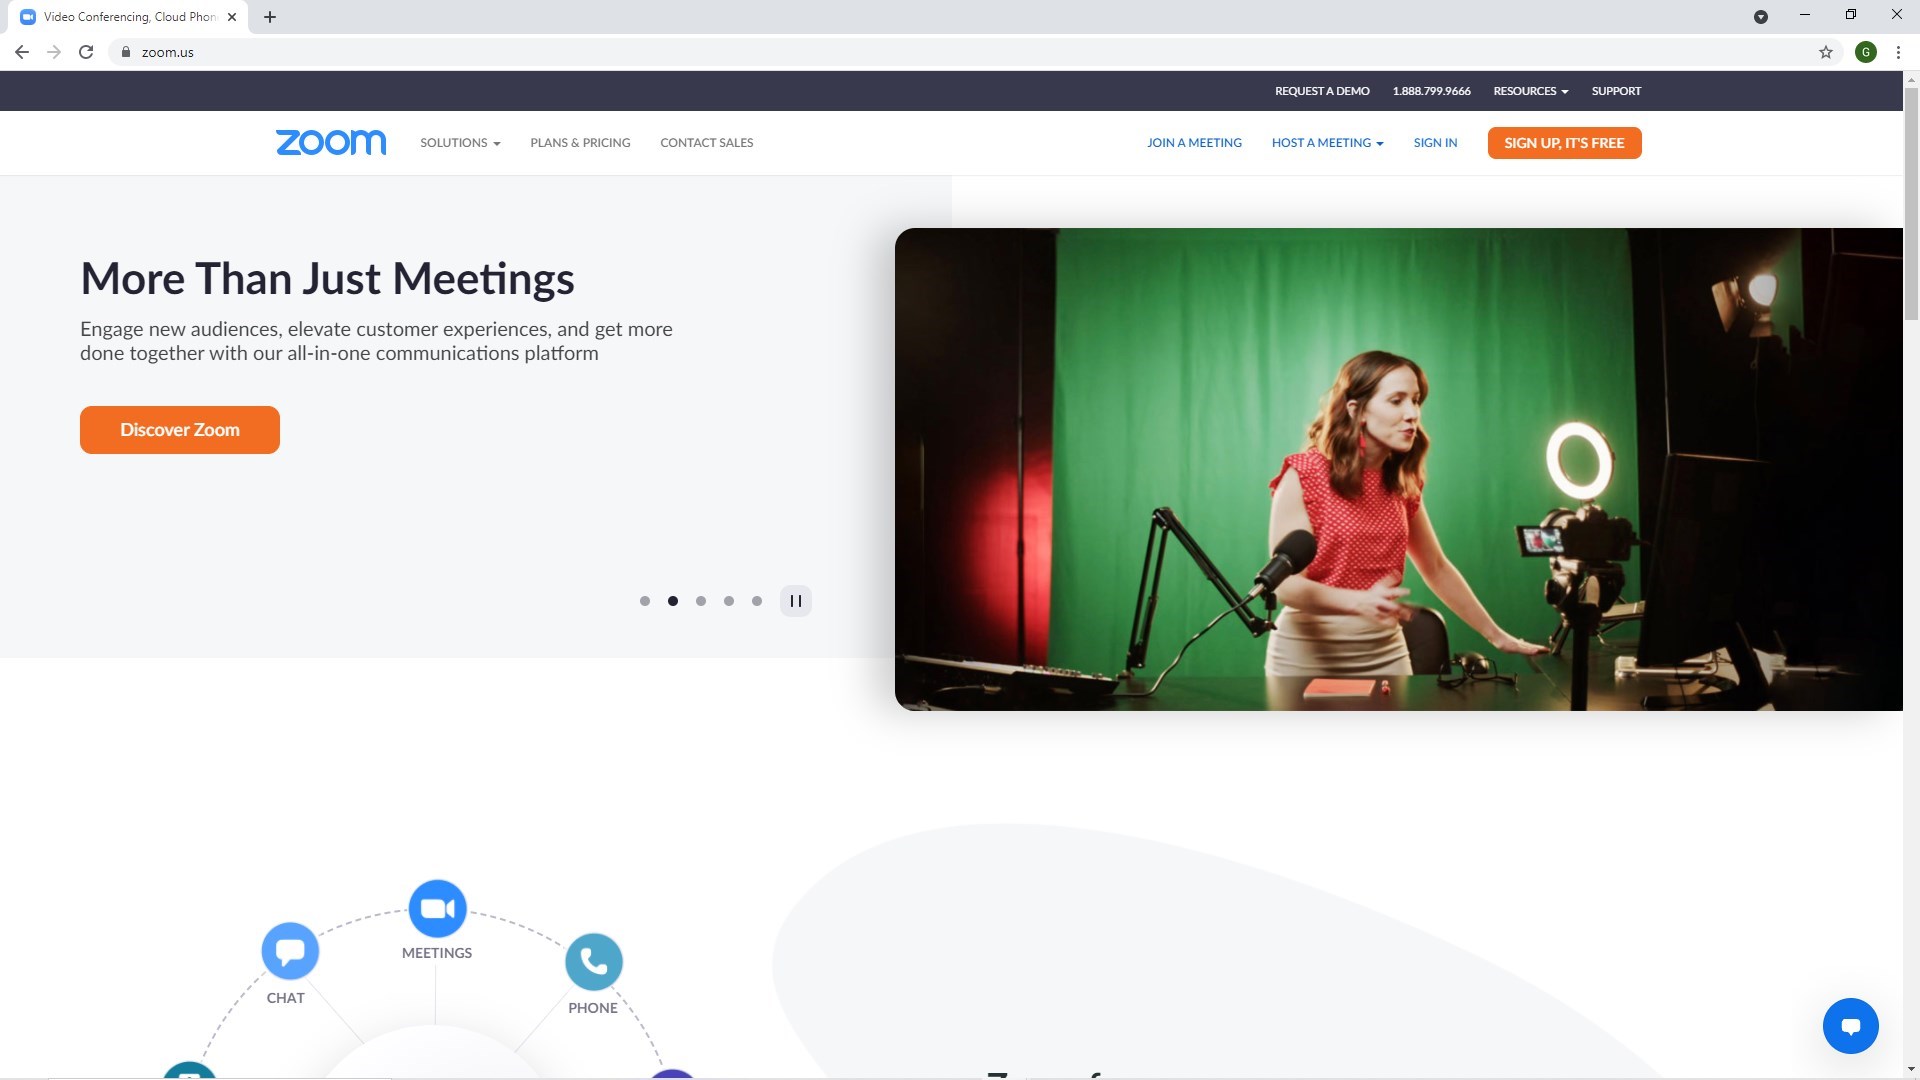 Video Conferencing, Cloud Phon
zoom.us
G
REQUEST A DEMO
1.888.799.9666
RESOURCES
SUPPORT
zoom
SOLUTIONS
PLANS & PRICING
CONTACT SALES
JOIN A MEETING
HOST A MEETING
SIGN IN
SIGN UP, IT'S FREE
More Than Just Meetings
Engage new audiences, elevate customer experiences, and get more
done together with our all-in-one communications platform
Discover Zoom
MEETINGS
CHAT
PHONE